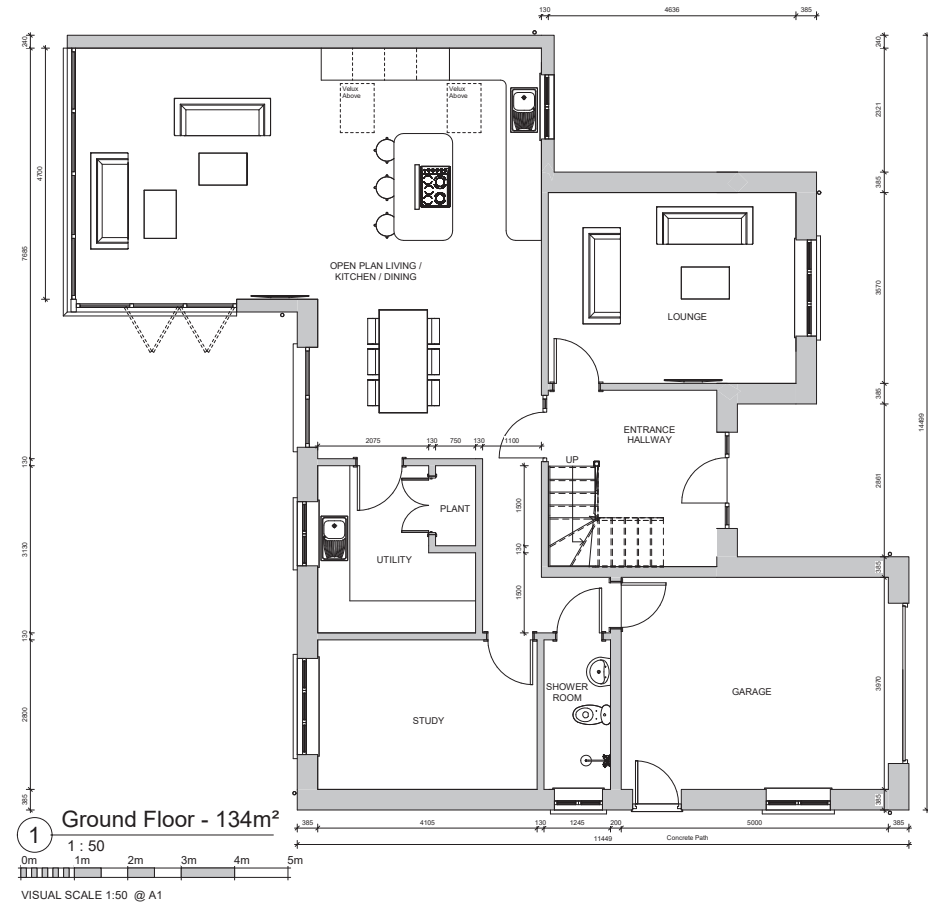 130
4636
385
240
240
Velux
Above
Velux
Above
2321
4700
385
7685
OPEN PLAN LIVING /
KITCHEN / DINING
3570
LOUNGE
385
14499
ENTRANCE
HALLWAY
2075
130
750
130
1100
130
UP
2861
PLANT
1500
UTILITY
130
3130
385
1500
130
SHOWER
ROOM
GARAGE
3970
STUDY
2800
385
385
1 Ground Floor - 134m²
1 : 50
385
4105
130
1245
200
5000
385
11449
Concrete Path
0m 1m 2m 3m 4m 5m
VISUAL SCALE 1:50 @ A1